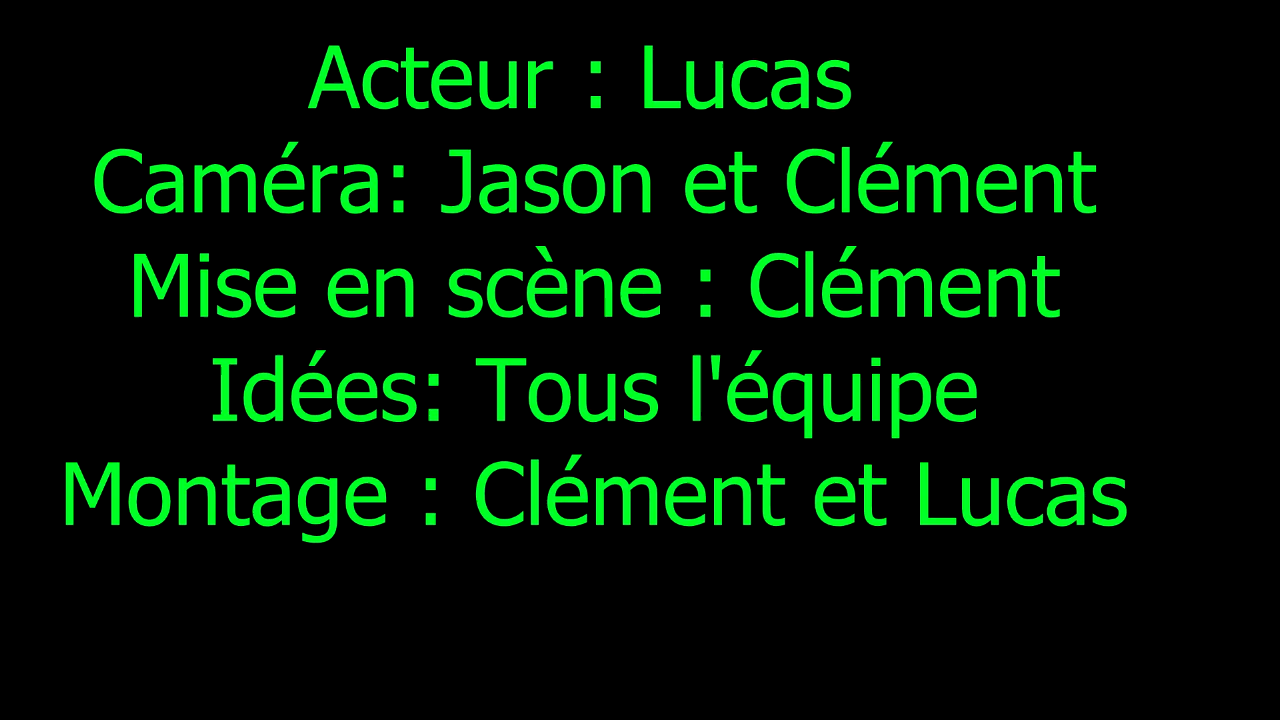 Acteur : Lucas
Caméra: Jason et Clément
Mise en scène : Clément
Idées: Tous l'équipe
Montage : Clément et Lucas